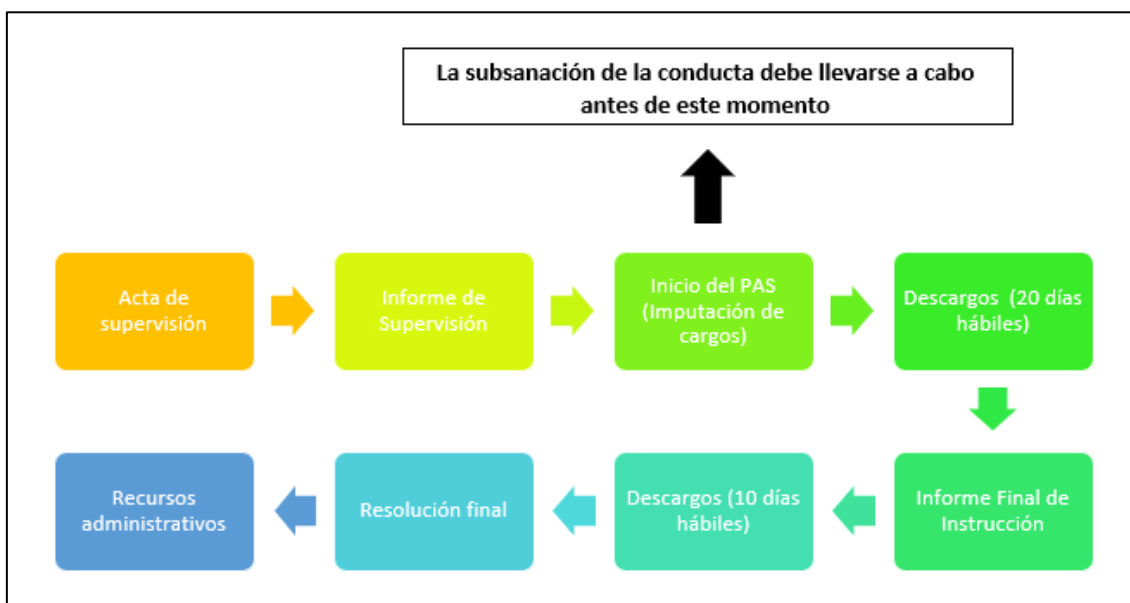 La subsanación de la conducta debe llevarse a cabo
antes de este momento
Acta de
supervisión
Informe de
Supervisión
Inicio del PAS
(Imputación de
cargos)
Descargos (20 días
hábiles)
Informe Final de
Instrucción
Descargos (10 días
hábiles)
Resolución final
Recursos
administrativos